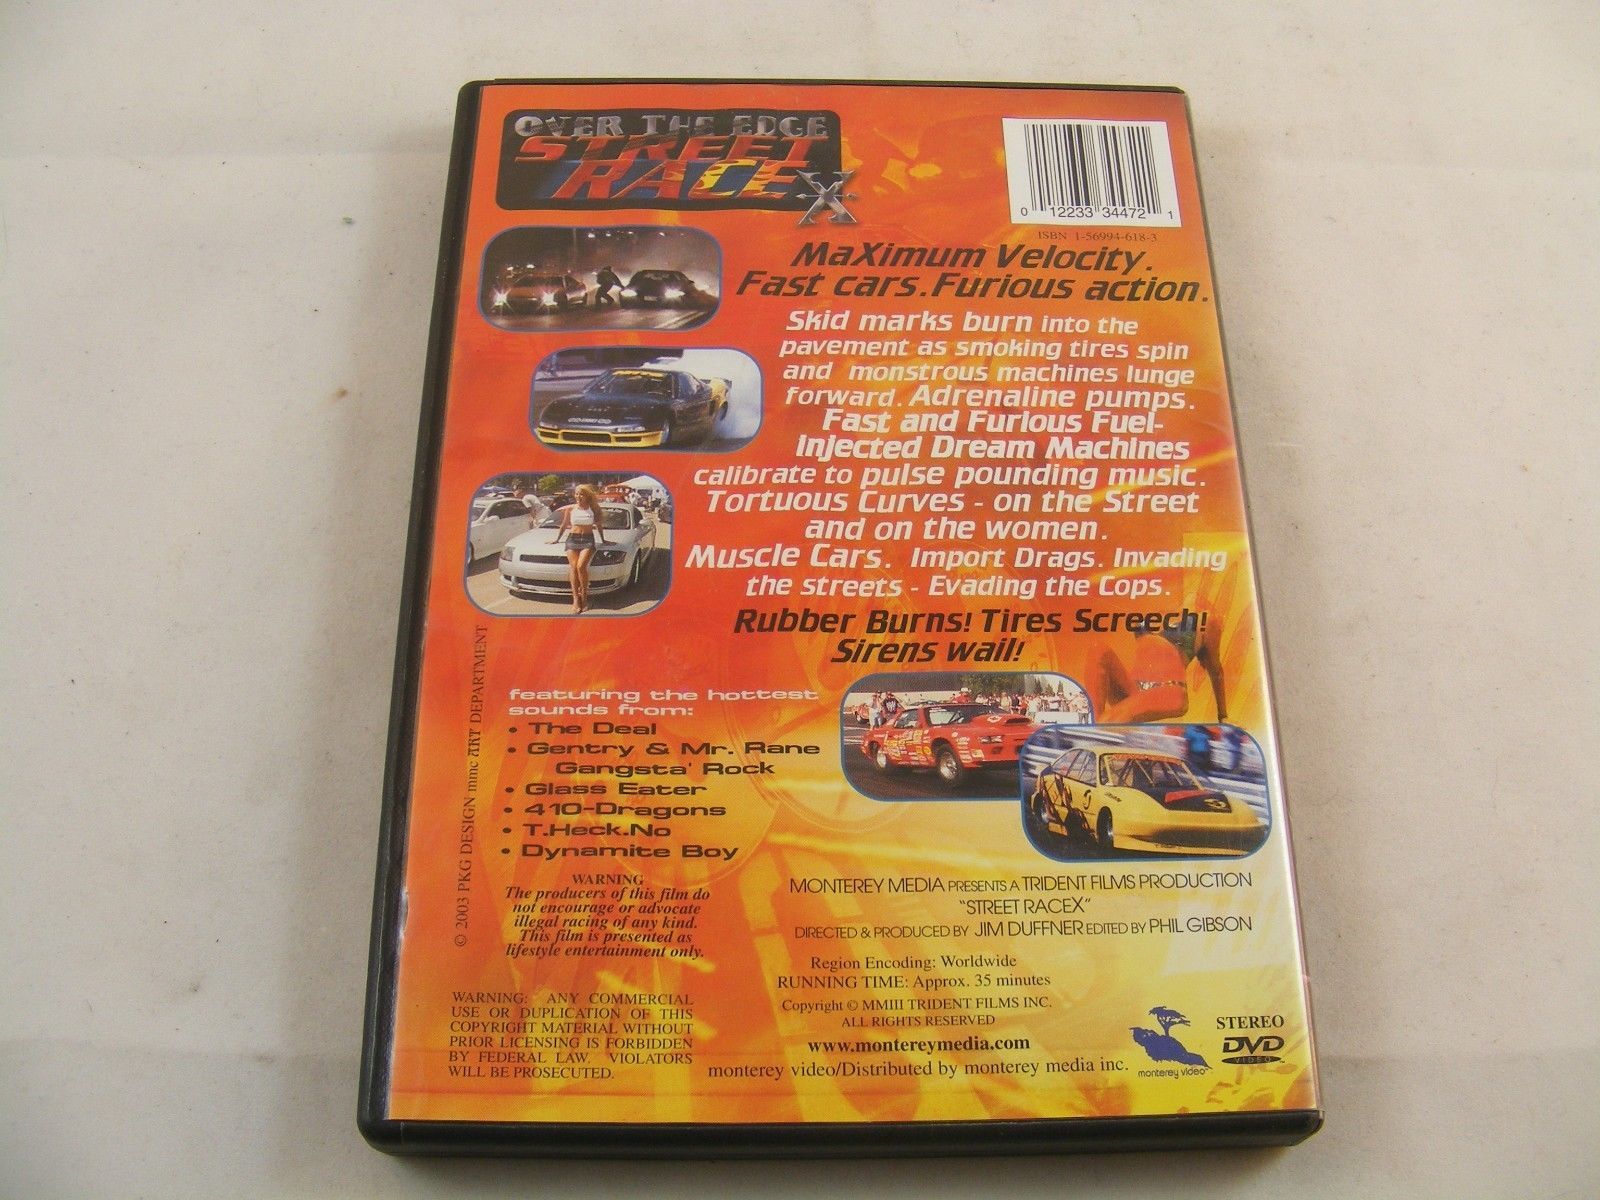 OVER THE EDGE
STREET
RACE X
0 12233 34472 1
ISBN 1-56994-618-3
MaXimum Velocity.
Fast cars. Furious action.
Skid marks burn into the
pavement as smoking tires spin
and monstrous machines lunge
forward. Adrenaline pumps.
Fast and Furious Fuel-
Injected Dream Machines
calibrate to pulse pounding music.
Tortuous Curves - on the Street
and on the women.
Muscle Cars. Import Drags. Invading
the streets - Evading the Cops.
Rubber Burns! Tires Screech!
Sirens wail!
featuring the hottest
sounds from:
• The Deal
• Gentry & Mr. Rane
Gangsta' Rock
• Glass Eater
• 410-Dragons
• T.Heck.No
• Dynamite Boy
© 2003 PKG DESIGN mmc ART DEPARTMENT
WARNING
The producers of this film do
not encourage or advocate
illegal racing of any kind.
This film is presented as
lifestyle entertainment only.
WARNING: ANY COMMERCIAL
USE OR DUPLICATION OF THIS
COPYRIGHT MATERIAL WITHOUT
PRIOR LICENSING IS FORBIDDEN
BY FEDERAL LAW. VIOLATORS
WILL BE PROSECUTED.
MONTEREY MEDIA PRESENTS A TRIDENT FILMS PRODUCTION
"STREET RACEX"
DIRECTED & PRODUCED BY JIM DUFFNER EDITED BY PHIL GIBSON
Region Encoding: Worldwide
RUNNING TIME: Approx. 35 minutes
Copyright © MMIII TRIDENT FILMS INC.
ALL RIGHTS RESERVED
www.montereymedia.com
monterey video/Distributed by monterey media inc.
monterey video™
STEREO
DVD
VIDEO